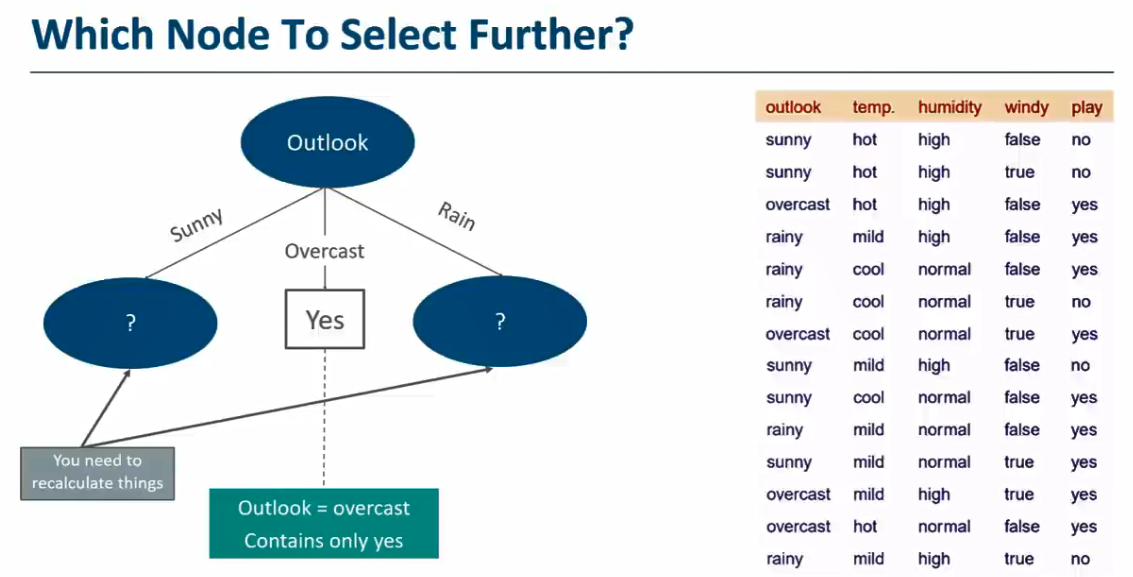 Which Node To Select Further?
Outlook
Sunny
Overcast
Rain
?
Yes
?
You need to
recalculate things
Outlook = overcast
Contains only yes
outlook temp. humidity windy play
sunny hot high false no
sunny hot high true no
overcast hot high false yes
rainy mild high false yes
rainy cool normal false yes
rainy cool normal true no
overcast cool normal true yes
sunny mild high false no
sunny cool normal false yes
rainy mild normal false yes
sunny mild normal true yes
overcast mild high true yes
overcast hot normal false yes
rainy mild high true no